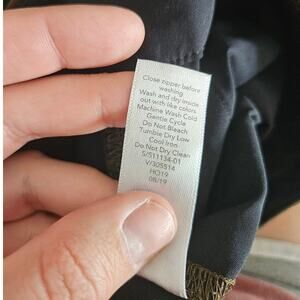 Close zipper before
washing
Wash and dry inside
out with like colors
Machine Wash Cold
Gentle Cycle
Do Not Bleach
Tumble Dry Low
Cool Iron
Do Not Dry Clean
S/511134-01
V/305514
HO19
08/19